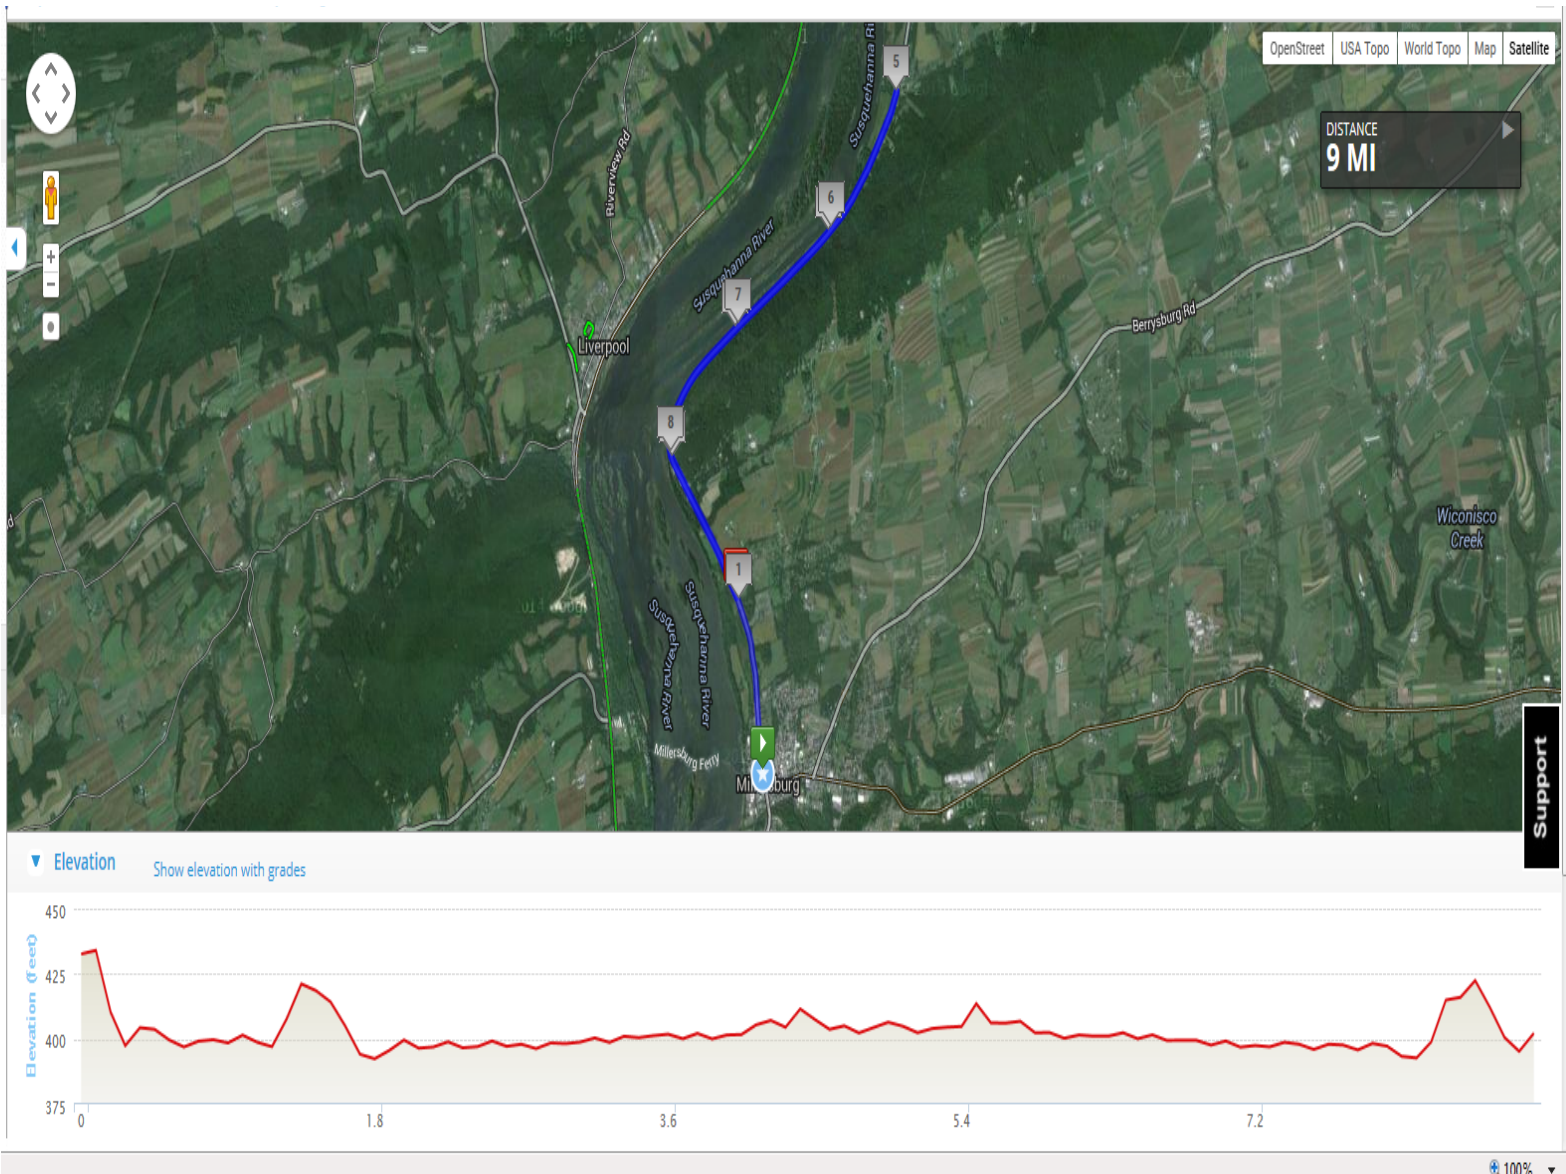 OpenStreet
USA Topo
World Topo
Map
Satellite
5
DISTANCE
9 MI
Susquehanna Ri
Riverview Rd
6
Susquehanna River
7
Berrysburg Rd
Liverpool
8
Wiconisco
Creek
1
Susquehanna River
Susquehanna River
Millersburg Ferry
Support
Elevation
Show elevation with grades
450
425
400
375
Elevation (feet)
0
1.8
3.6
5.4
7.2
100%